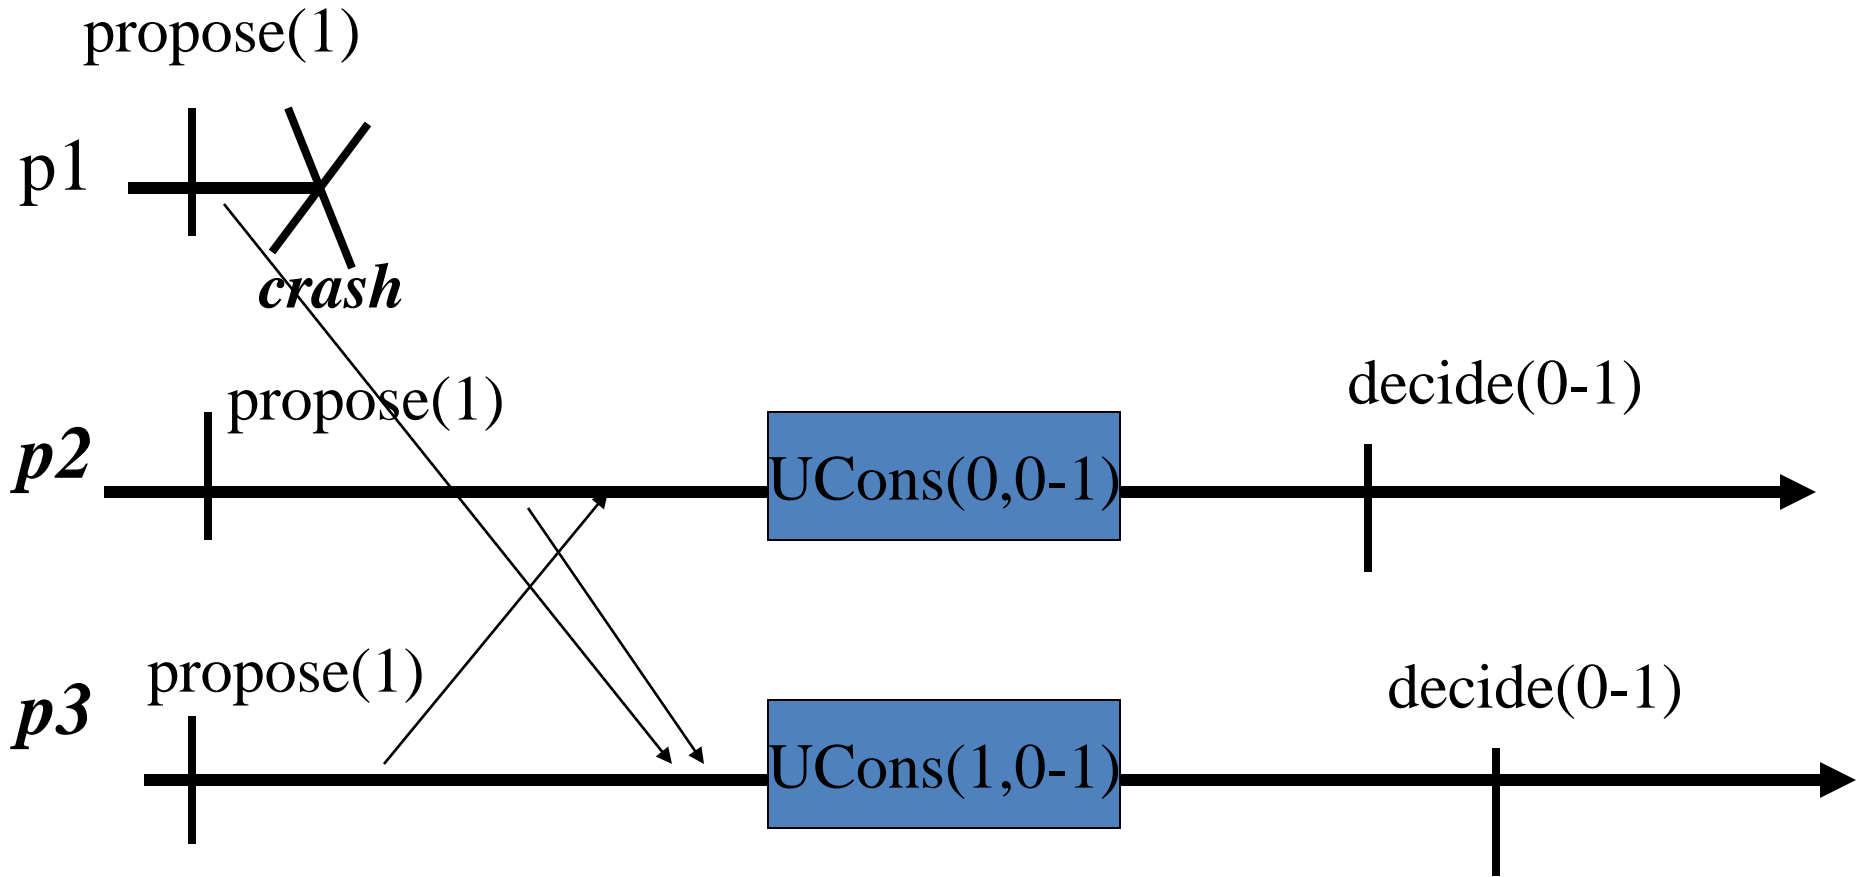 propose(1)
p1
crash
propose(1)
decide(0-1)
p2
UCons(0,0-1)
propose(1)
decide(0-1)
p3
UCons(1,0-1)